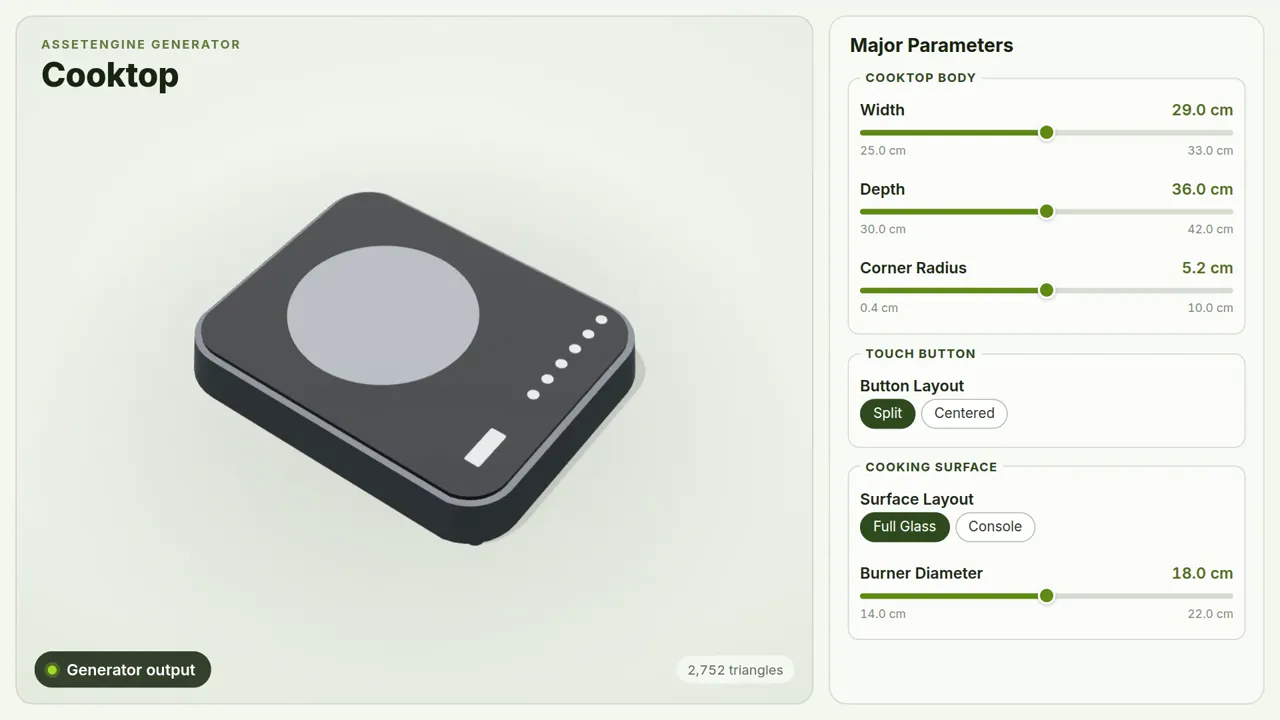 ASSETENGINE GENERATOR
Cooktop
Generator output
2,752 triangles
Major Parameters
COOKTOP BODY
Width 29.0 cm
25.0 cm 33.0 cm
Depth 36.0 cm
30.0 cm 42.0 cm
Corner Radius 5.2 cm
0.4 cm 10.0 cm
TOUCH BUTTON
Button Layout
Split Centered
COOKING SURFACE
Surface Layout
Full Glass Console
Burner Diameter 18.0 cm
14.0 cm 22.0 cm